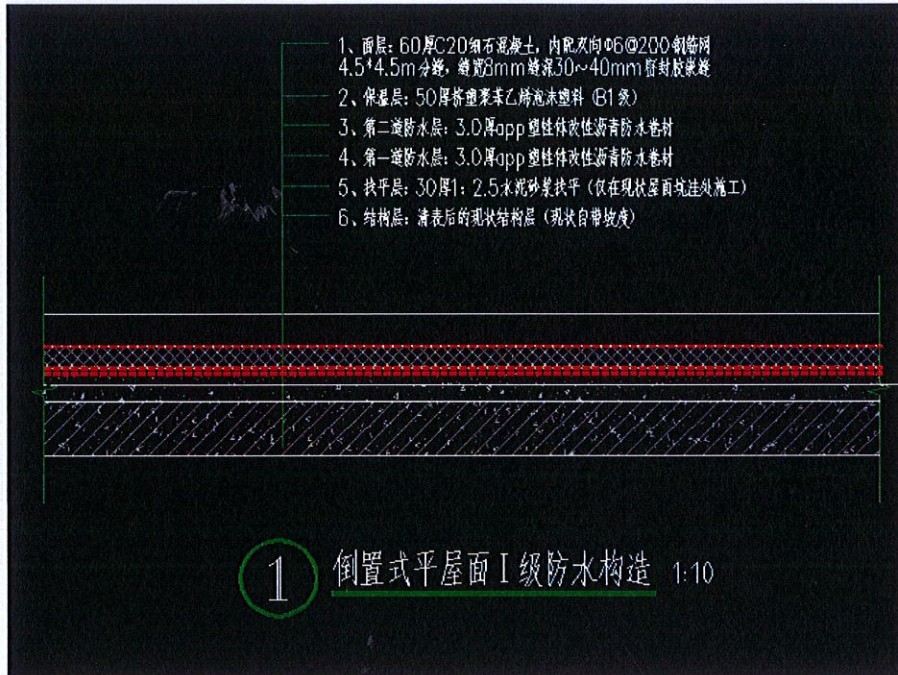 1、面层：60厚C20细石混凝土，内配双向Φ6@200钢筋网
4.5*4.5m分缝，缝宽8mm缝深30～40mm密封胶嵌缝
2、保温层：50厚挤塑聚苯乙烯泡沫塑料（B1级）
3、第二道防水层：3.0厚app塑性体改性沥青防水卷材
4、第一道防水层：3.0厚app塑性体改性沥青防水卷材
5、找平层：30厚1：2.5水泥砂浆找平（仅在现状屋面坑洼处施工）
6、结构层：清表后的现状结构层（现状自带坡度）
1 倒置式平屋面Ⅰ级防水构造 1:10